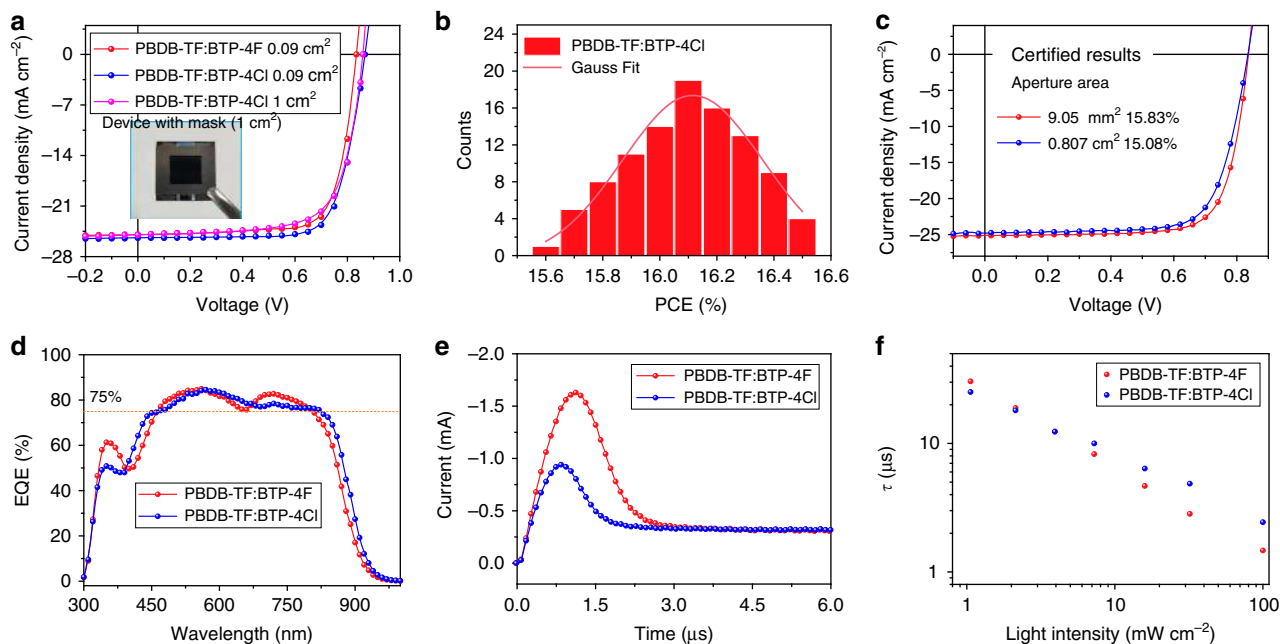 a
Current density (mA cm⁻²)
0
−7
−14
−21
−28
−0.2 0.0 0.2 0.4 0.6 0.8 1.0
Voltage (V)
PBDB-TF:BTP-4F 0.09 cm²
PBDB-TF:BTP-4Cl 0.09 cm²
PBDB-TF:BTP-4Cl 1 cm²
Device with mask (1 cm²)
b
Counts
24
20
16
12
8
4
0
15.6 15.8 16.0 16.2 16.4 16.6
PCE (%)
PBDB-TF:BTP-4Cl
Gauss Fit
c
Current density (mA cm⁻²)
0
−5
−10
−15
−20
−25
0.0 0.2 0.4 0.6 0.8
Voltage (V)
Certified results
Aperture area
9.05 mm² 15.83%
0.807 cm² 15.08%
d
EQE (%)
100
80
60
40
20
0
300 450 600 750 900
Wavelength (nm)
75%
PBDB-TF:BTP-4F
PBDB-TF:BTP-4Cl
e
Current (mA)
−2.0
−1.5
−1.0
−0.5
0.0
0.0 1.5 3.0 4.5 6.0
Time (μs)
PBDB-TF:BTP-4F
PBDB-TF:BTP-4Cl
f
τ (μs)
10
1
1 10 100
Light intensity (mW cm⁻²)
PBDB-TF:BTP-4F
PBDB-TF:BTP-4Cl